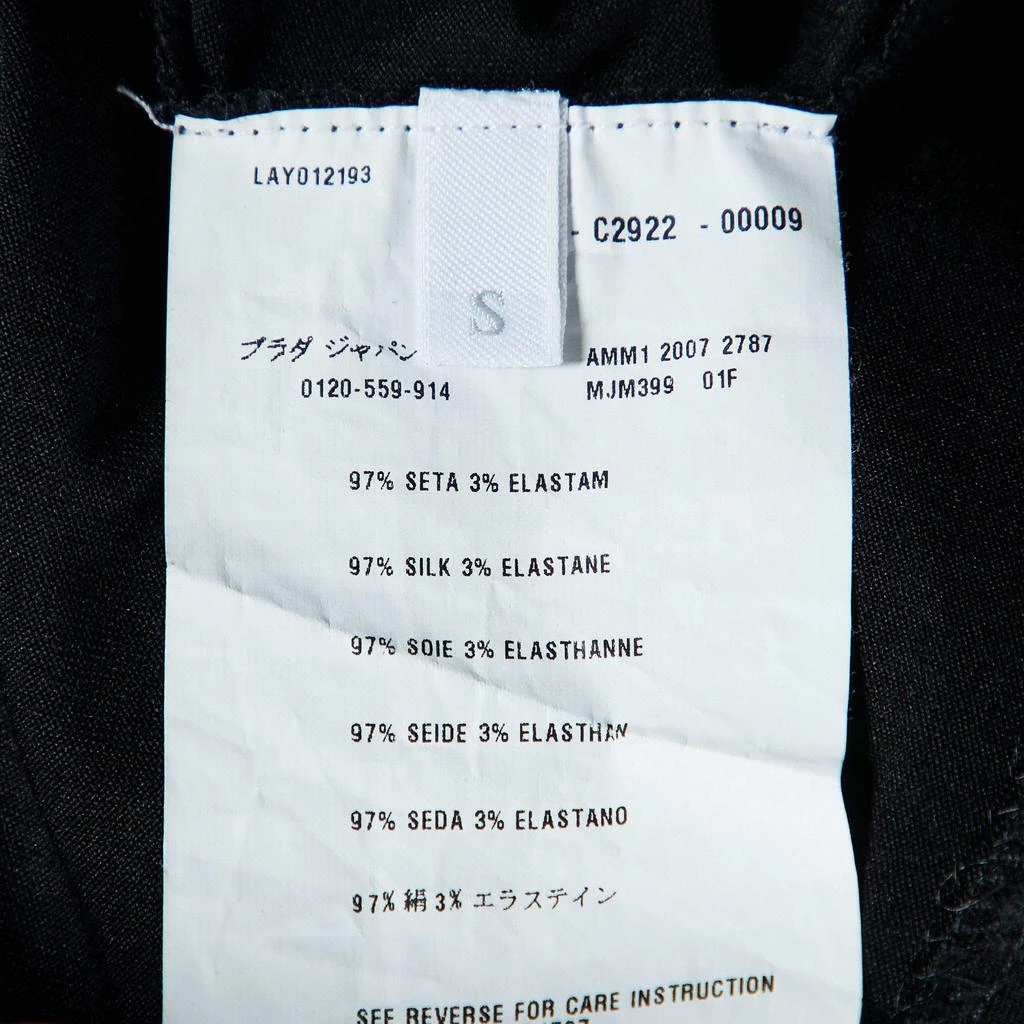 LAY012193
- C2922 - 00009
S
プラダ ジャパン
0120-559-914
AMM1 2007 2787
MJM399 01F
97% SETA 3% ELASTAM
97% SILK 3% ELASTANE
97% SOIE 3% ELASTHANNE
97% SEIDE 3% ELASTHAN
97% SEDA 3% ELASTANO
97% 絹 3% エラステイン
SEE REVERSE FOR CARE INSTRUCTION